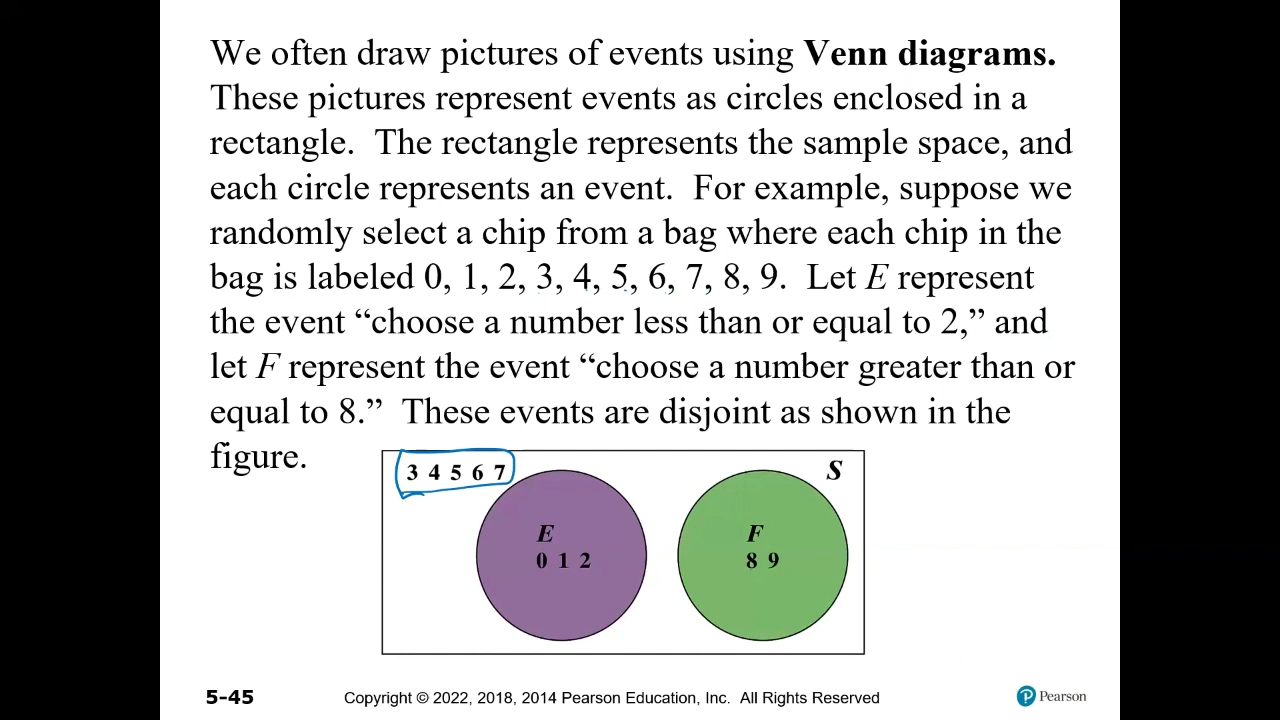 We often draw pictures of events using Venn diagrams.
These pictures represent events as circles enclosed in a
rectangle. The rectangle represents the sample space, and
each circle represents an event. For example, suppose we
randomly select a chip from a bag where each chip in the
bag is labeled 0, 1, 2, 3, 4, 5, 6, 7, 8, 9. Let E represent
the event “choose a number less than or equal to 2,” and
let F represent the event “choose a number greater than or
equal to 8.” These events are disjoint as shown in the
figure.
3 4 5 6 7
S
E
0 1 2
F
8 9
5-45
Copyright © 2022, 2018, 2014 Pearson Education, Inc. All Rights Reserved
P Pearson